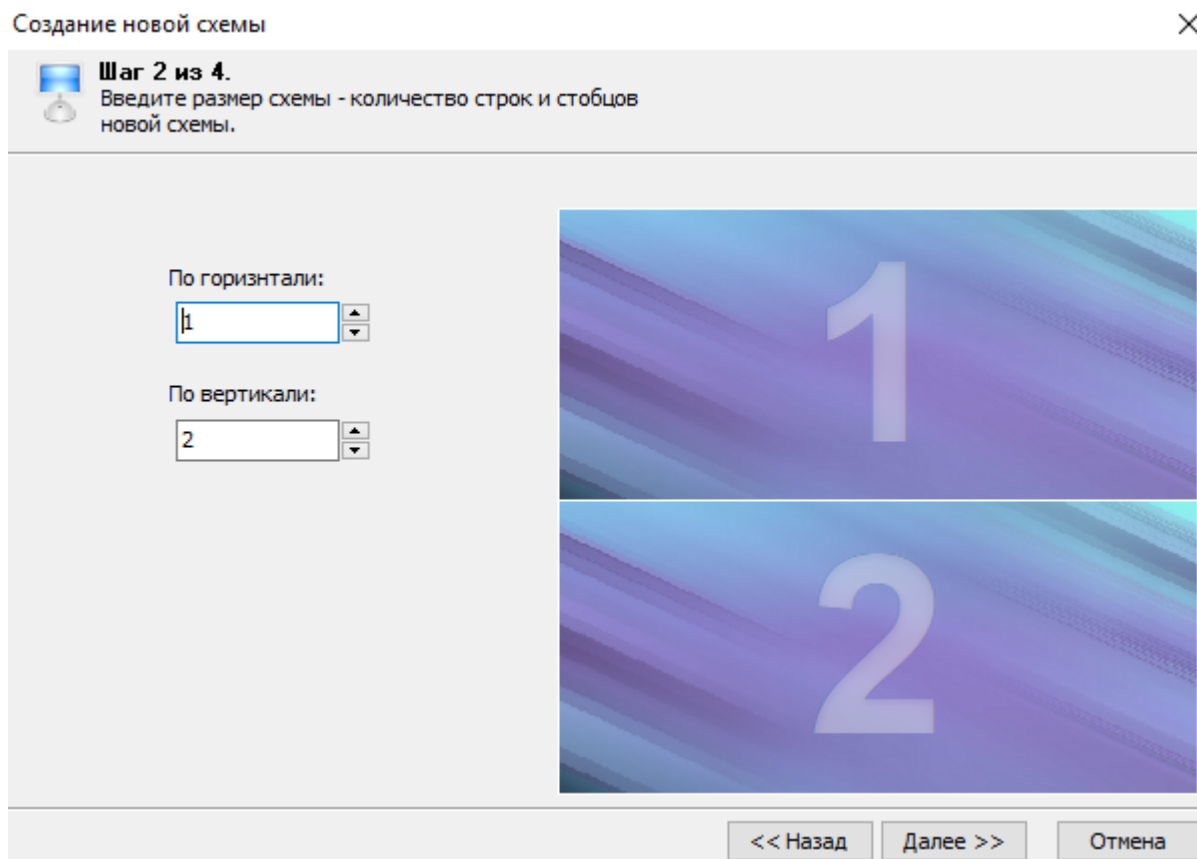 Создание новой схемы
Шаг 2 из 4.
Введите размер схемы - количество строк и стобцов
новой схемы.
По горизнтали:
1
По вертикали:
2
1
2
<< Назад
Далее >>
Отмена